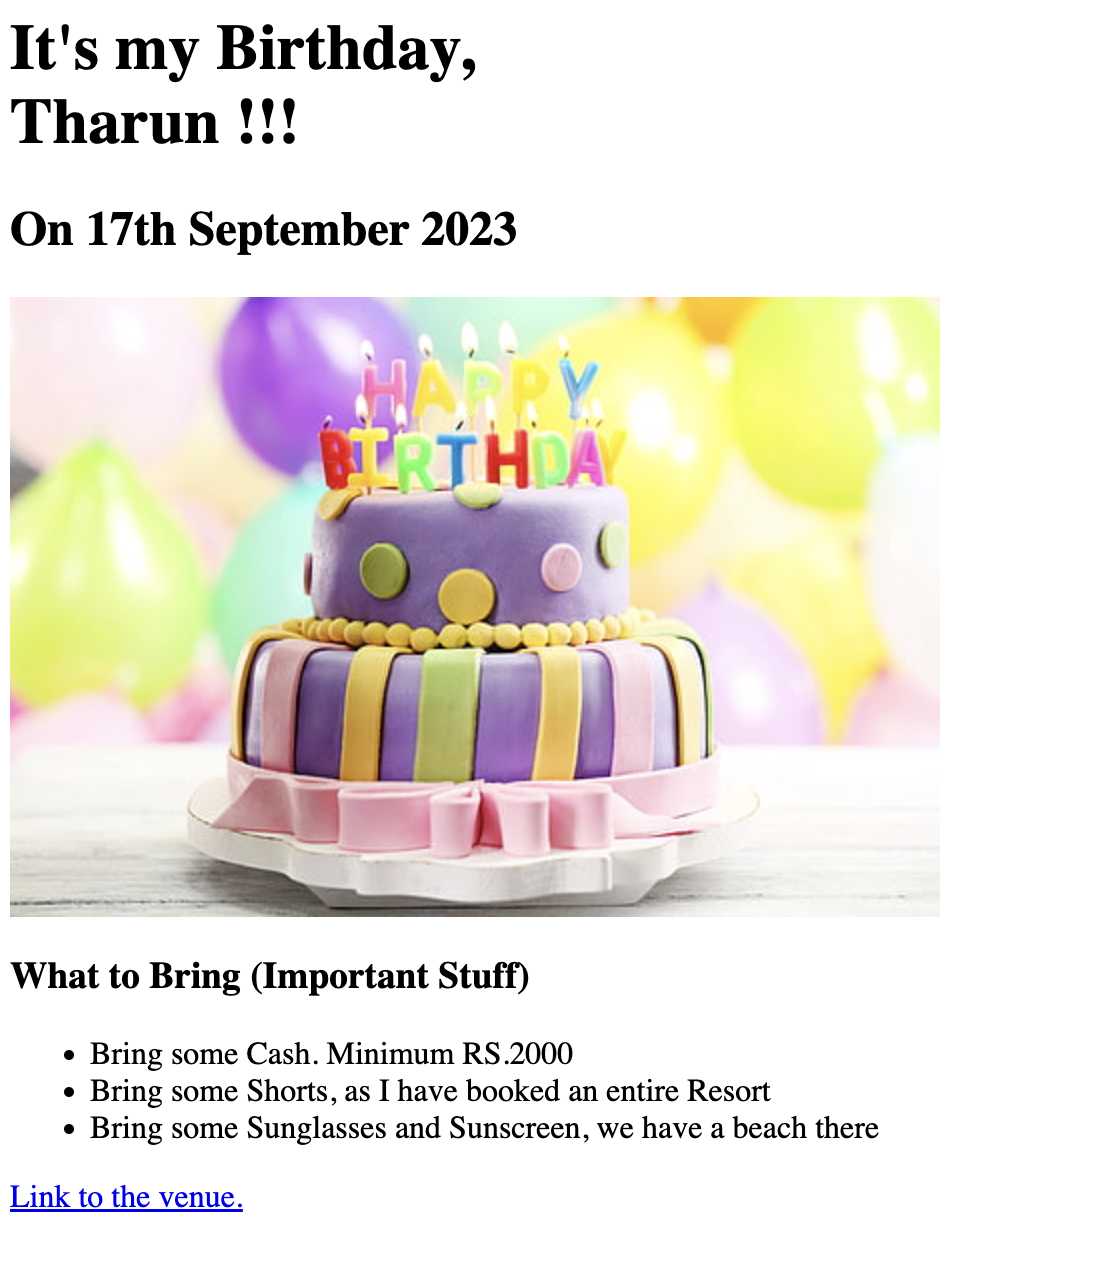 It's my Birthday,
Tharun !!!
On 17th September 2023
HAPPY
BIRTHDAY
What to Bring (Important Stuff)
Bring some Cash. Minimum RS.2000
Bring some Shorts, as I have booked an entire Resort
Bring some Sunglasses and Sunscreen, we have a beach there
Link to the venue.